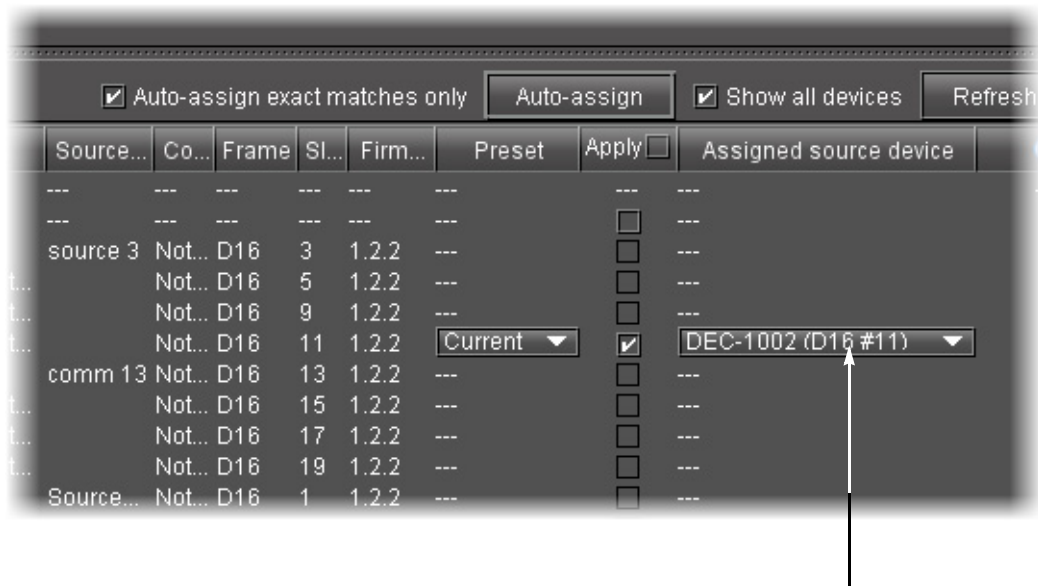 Auto-assign exact matches only Auto-assign Show all devices Refresh
Source... Co... Frame Sl... Firm... Preset Apply Assigned source device
--- --- --- --- --- --- --- ---
--- --- --- --- --- --- ---
source 3 Not... D16 3 1.2.2 --- ---
t... Not... D16 5 1.2.2 --- ---
t... Not... D16 9 1.2.2 --- ---
t... Not... D16 11 1.2.2 Current DEC-1002 (D16 #11)
comm 13 Not... D16 13 1.2.2 --- ---
t... Not... D16 15 1.2.2 --- ---
t... Not... D16 17 1.2.2 --- ---
t... Not... D16 19 1.2.2 --- ---
Source... Not... D16 1 1.2.2 --- ---